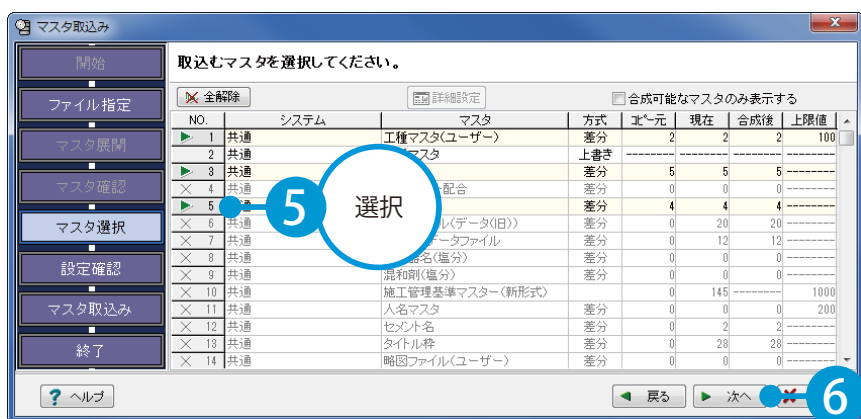 マスタ取込み
開始
ファイル指定
マスタ展開
マスタ確認
マスタ選択
設定確認
マスタ取込み
終了
取込むマスタを選択してください。
全解除 詳細設定 合成可能なマスタのみ表示する
NO. システム マスタ 方式 ｺﾋﾟｰ元 現在 合成後 上限値
1 共通 工種マスタ(ユーザー) 差分 2 2 2 100
2 共通 マスタ 上書き -------- -------- -------- --------
3 共通 差分 5 5 5 --------
4 共通 配合 差分 0 0 0 --------
5 共通 差分 4 4 4 --------
6 共通 ル(データ(旧)) 差分 0 20 20 --------
7 共通 データファイル 差分 0 12 12 --------
8 共通 名(塩分) 差分 0 0 0 --------
9 共通 混和剤(塩分) 差分 0 0 0 --------
10 共通 施工管理基準マスター(新形式) 0 145 -------- 1000
11 共通 人名マスタ 差分 0 0 0 200
12 共通 セメント名 差分 0 2 2 --------
13 共通 タイトル枠 差分 0 28 28 --------
14 共通 略図ファイル(ユーザー) 差分 0 0 0 --------
5 選択
? ヘルプ 戻る 次へ 6